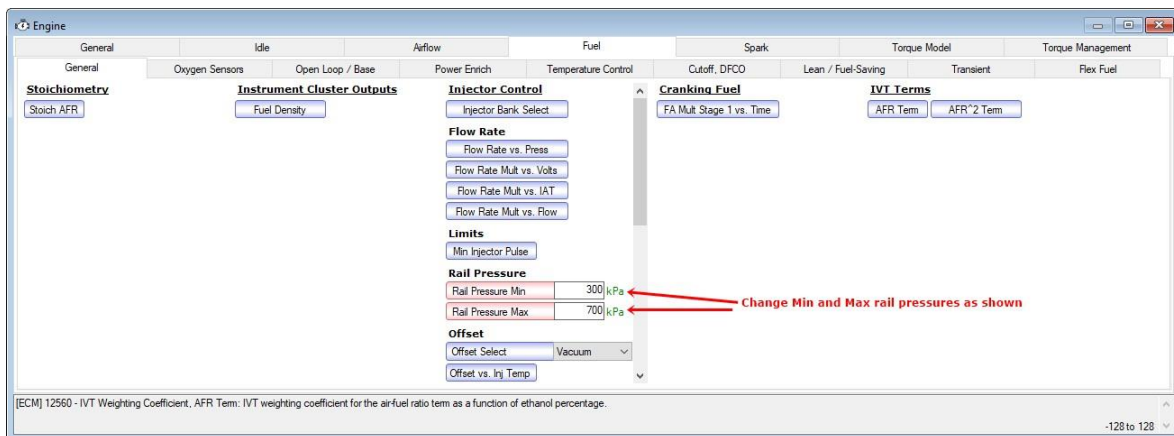 Engine
General Idle Airflow Fuel Spark Torque Model Torque Management
General Oxygen Sensors Open Loop / Base Power Enrich Temperature Control Cutoff, DFCO Lean / Fuel-Saving Transient Flex Fuel
Stoichiometry Instrument Cluster Outputs Injector Control Cranking Fuel IVT Terms
Stoich AFR Fuel Density Injector Bank Select FA Mult Stage 1 vs. Time AFR Term AFR^2 Term
Flow Rate
Flow Rate vs. Press
Flow Rate Mult vs. Volts
Flow Rate Mult vs. IAT
Flow Rate Mult vs. Flow
Limits
Min Injector Pulse
Rail Pressure
Rail Pressure Min 300 kPa
Change Min and Max rail pressures as shown
Rail Pressure Max 700 kPa
Offset
Offset Select Vacuum
Offset vs. Inj Temp
[ECM] 12560 - IVT Weighting Coefficient, AFR Term: IVT weighting coefficient for the air-fuel ratio term as a function of ethanol percentage.
-128 to 128